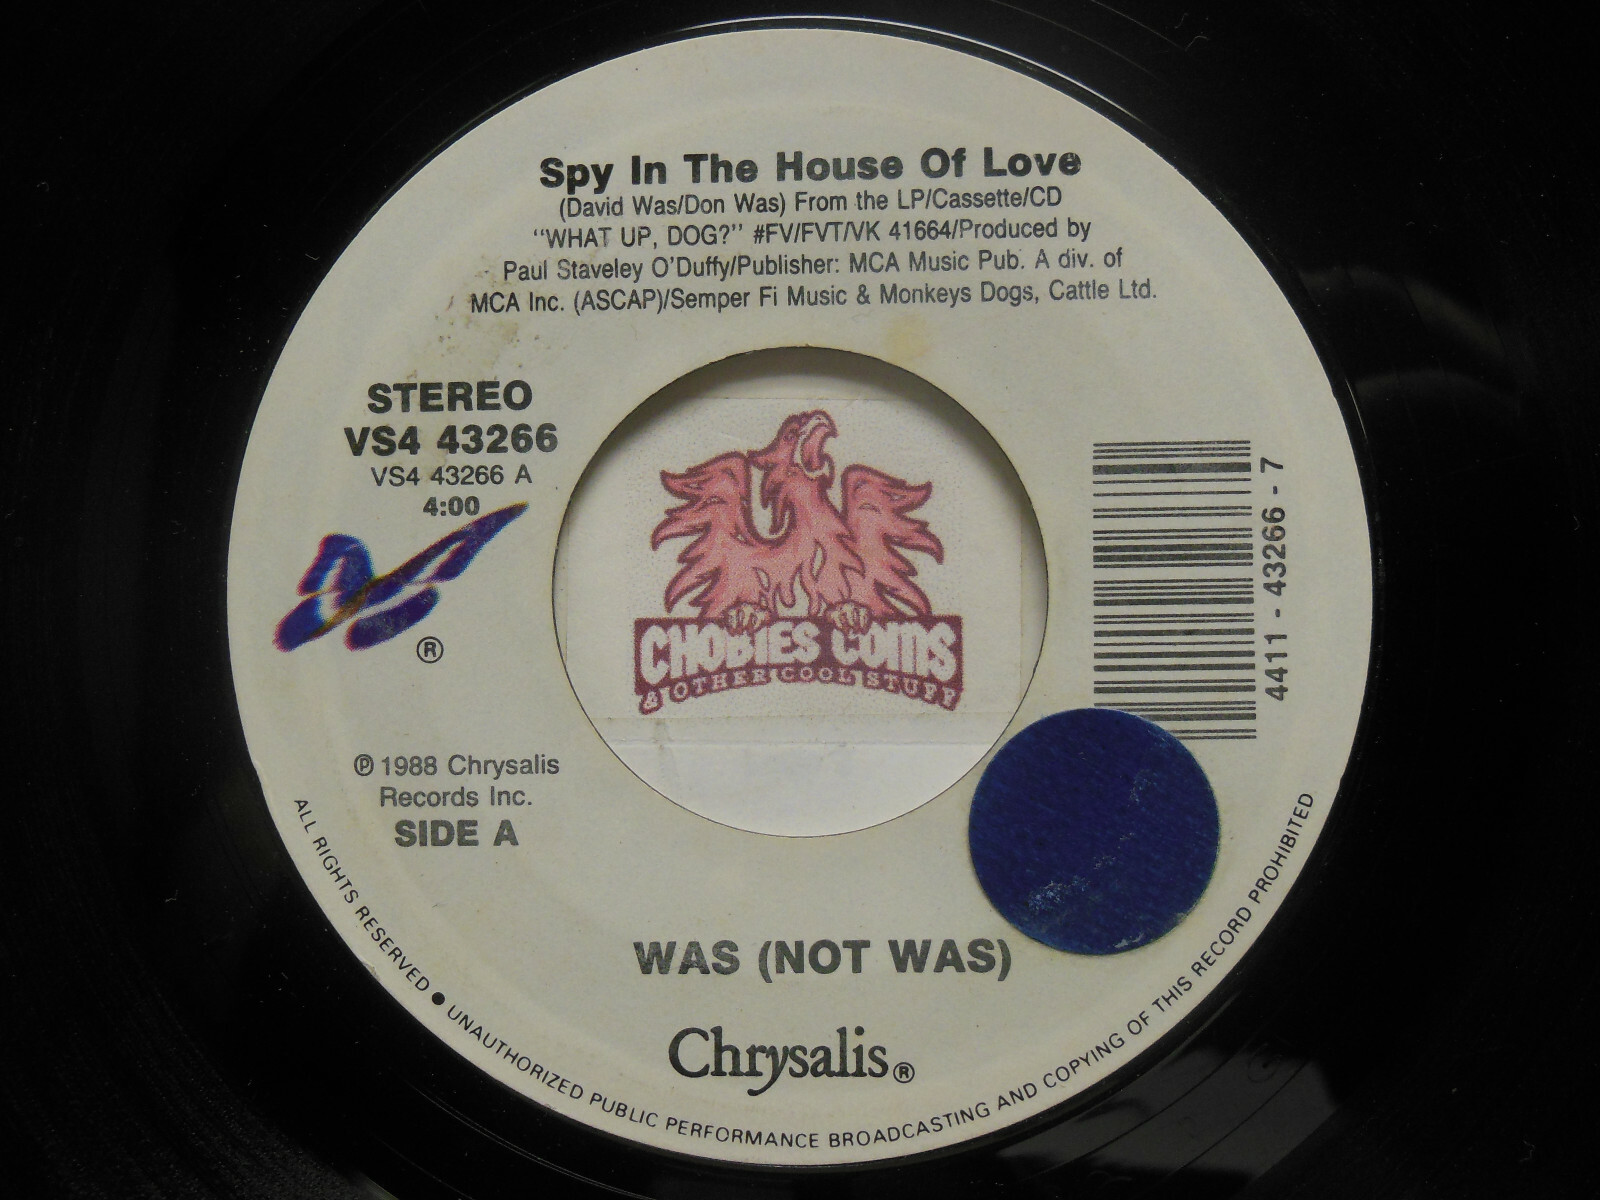 Spy In The House Of Love
(David Was/Don Was) From the LP/Cassette/CD
"WHAT UP, DOG?" #FV/FVT/VK 41664/Produced by
Paul Staveley O'Duffy/Publisher: MCA Music Pub. A div. of
MCA Inc. (ASCAP)/Semper Fi Music & Monkeys Dogs, Cattle Ltd.
STEREO
VS4 43266
VS4 43266 A
4:00
®
CHOBIES COINS
& OTHER COOL STUFF
4411 - 43266 - 7
℗ 1988 Chrysalis
Records Inc.
SIDE A
WAS (NOT WAS)
Chrysalis®
ALL RIGHTS RESERVED ● UNAUTHORIZED PUBLIC PERFORMANCE BROADCASTING AND COPYING OF THIS RECORD PROHIBITED